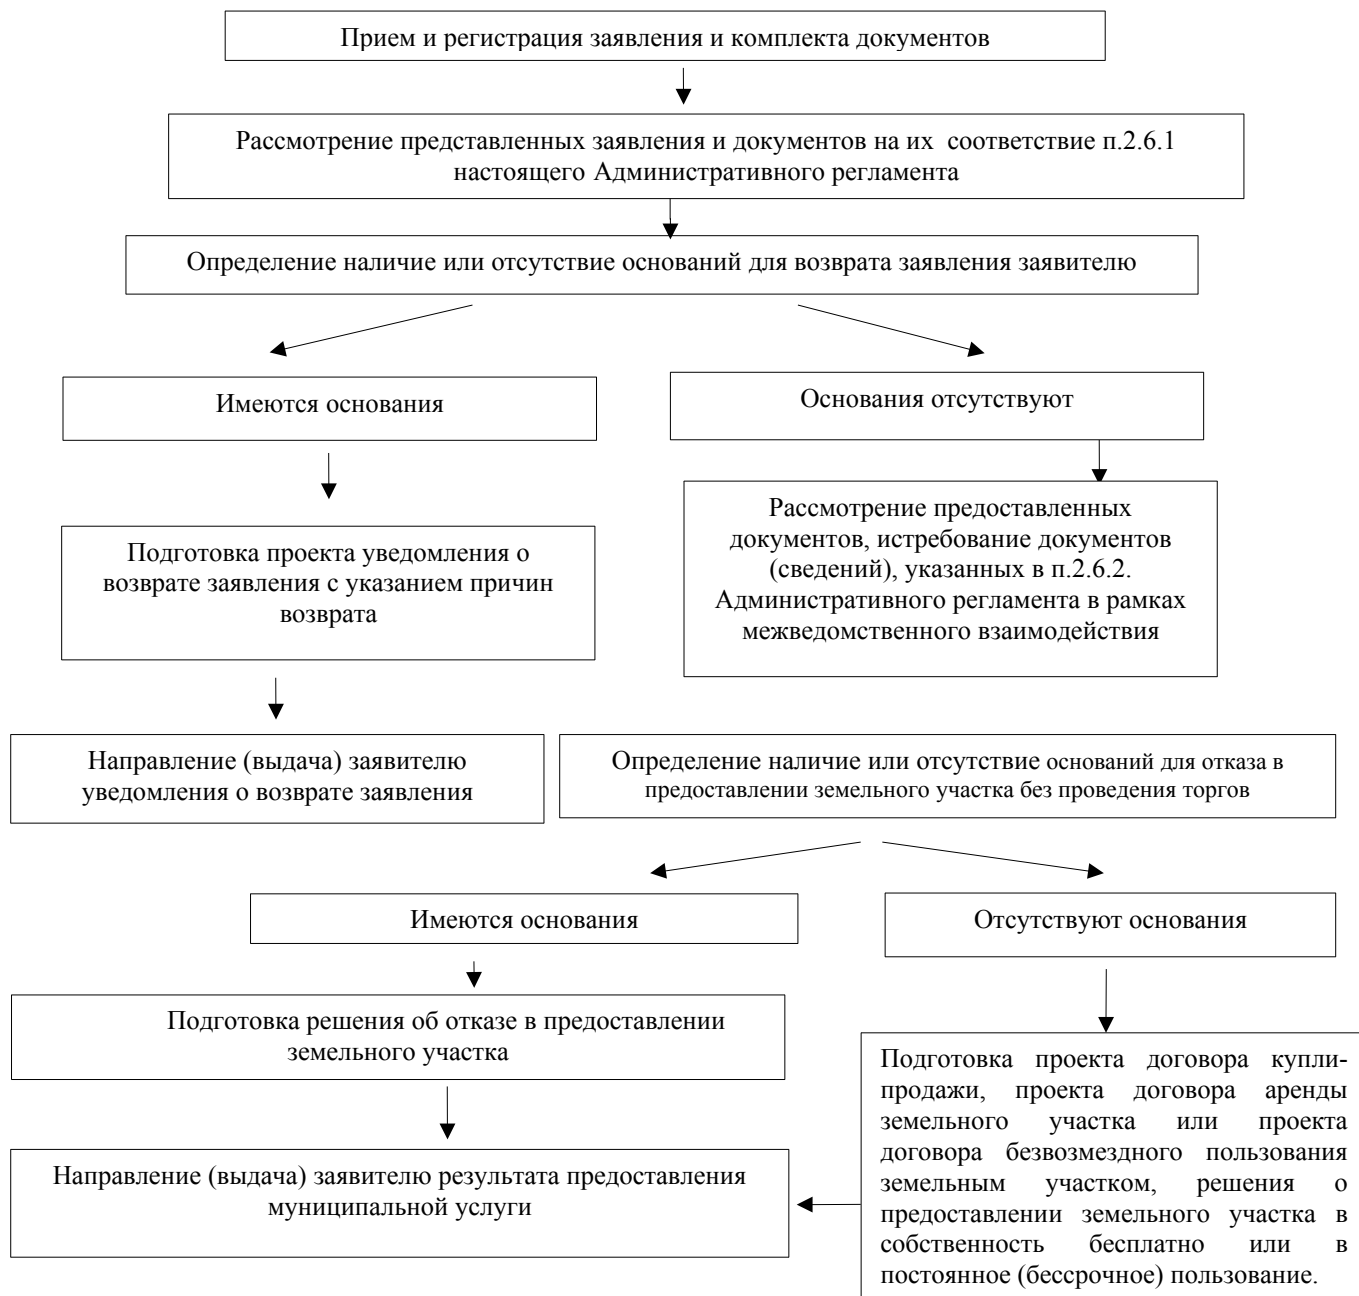 Прием и регистрация заявления и комплекта документов
Рассмотрение представленных заявления и документов на их соответствие п.2.6.1
настоящего Административного регламента
Определение наличие или отсутствие оснований для возврата заявления заявителю
Имеются основания
Основания отсутствуют
Подготовка проекта уведомления о
возврате заявления с указанием причин
возврата
Рассмотрение предоставленных
документов, истребование документов
(сведений), указанных в п.2.6.2.
Административного регламента в рамках
межведомственного взаимодействия
Направление (выдача) заявителю
уведомления о возврате заявления
Определение наличие или отсутствие оснований для отказа в
предоставлении земельного участка без проведения торгов
Имеются основания
Отсутствуют основания
Подготовка решения об отказе в предоставлении
земельного участка
Подготовка проекта договора купли-
продажи, проекта договора аренды
земельного участка или проекта
договора безвозмездного пользования
земельным участком, решения о
предоставлении земельного участка в
собственность бесплатно или в
постоянное (бессрочное) пользование.
Направление (выдача) заявителю результата предоставления
муниципальной услуги